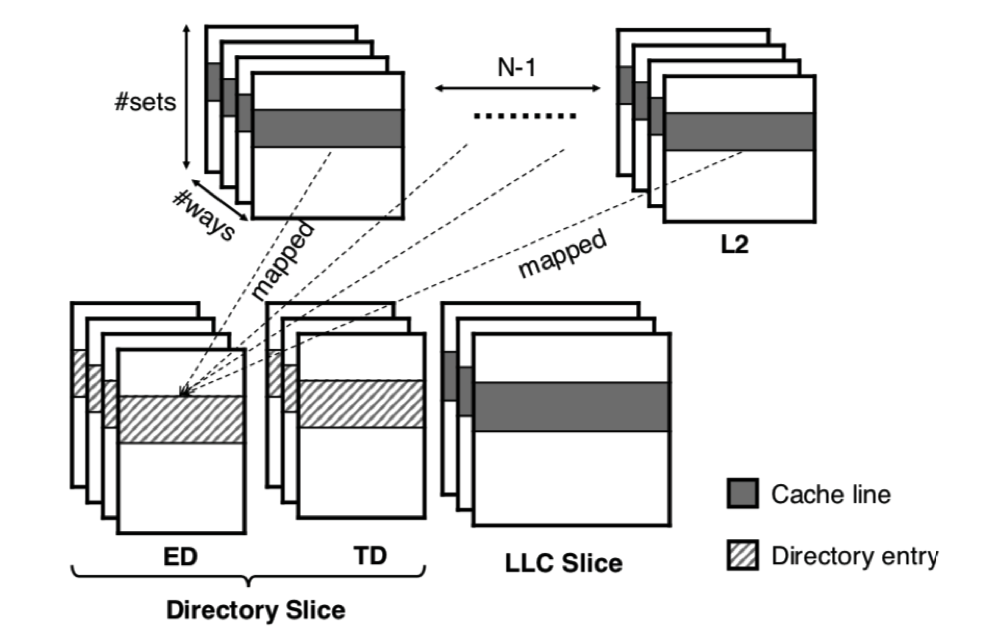 #sets
N-1
#ways
mapped
mapped
L2
ED
TD
LLC Slice
Directory Slice
Cache line
Directory entry